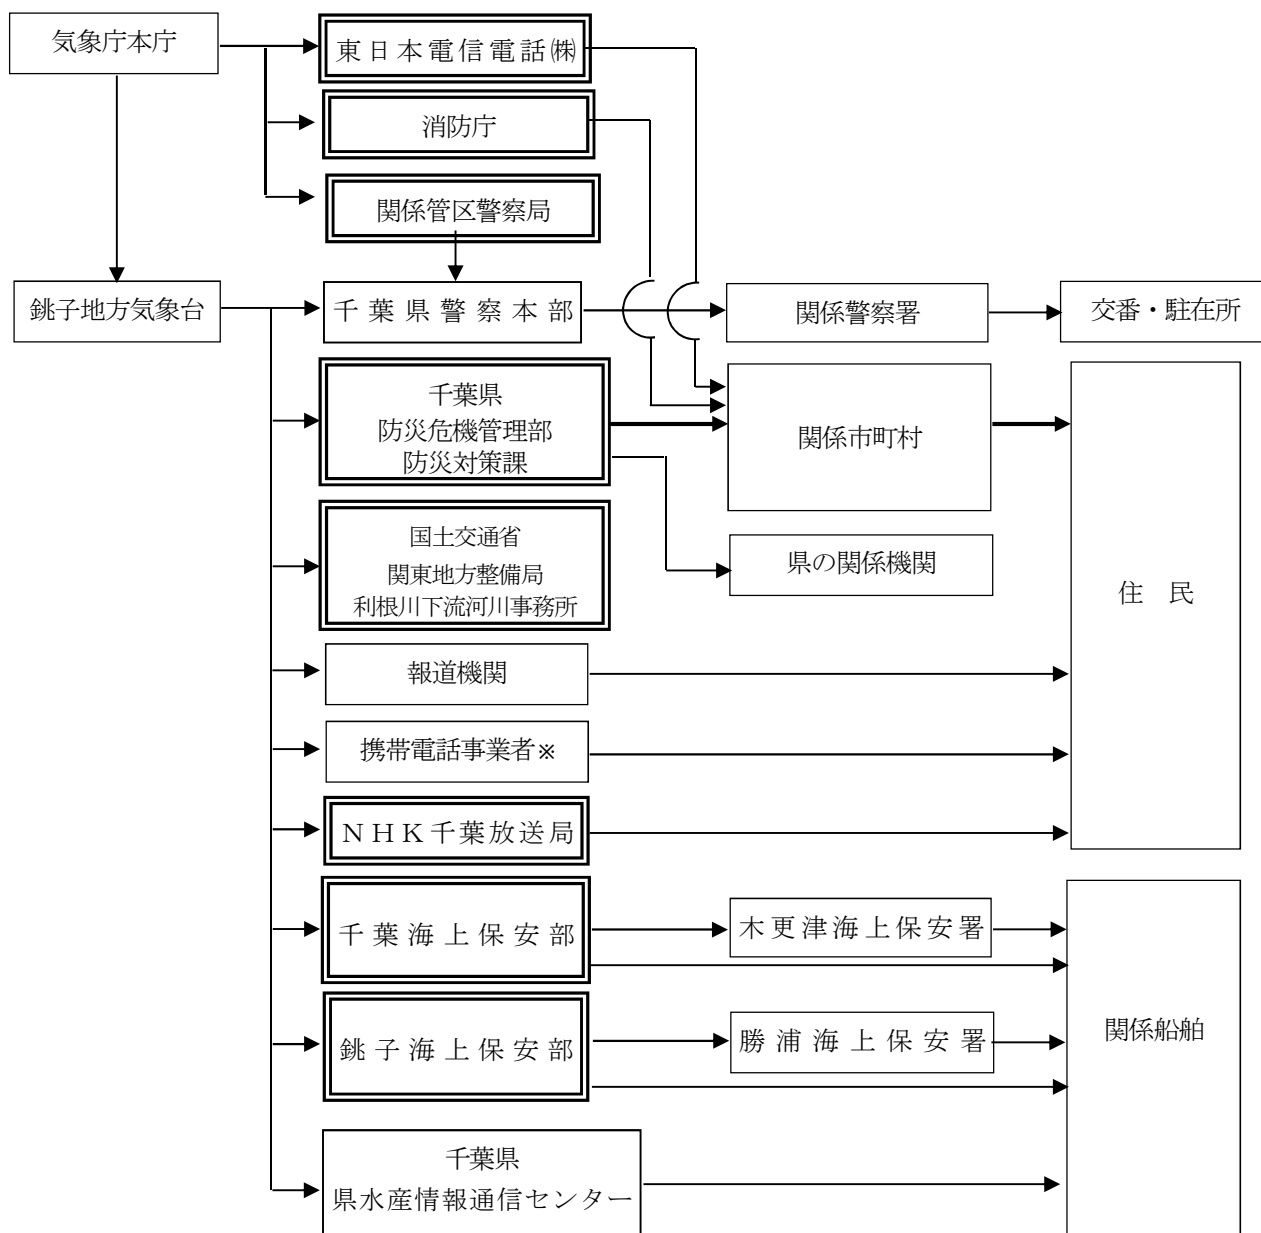 気象庁本庁
東日本電信電話㈱
消防庁
関係管区警察局
銚子地方気象台
千葉県警察本部
関係警察署
交番・駐在所
千葉県
防災危機管理部
防災対策課
関係市町村
国土交通省
関東地方整備局
利根川下流河川事務所
県の関係機関
住　民
報道機関
携帯電話事業者※
ＮＨＫ千葉放送局
千葉海上保安部
木更津海上保安署
銚子海上保安部
勝浦海上保安署
関係船舶
千葉県
県水産情報通信センター